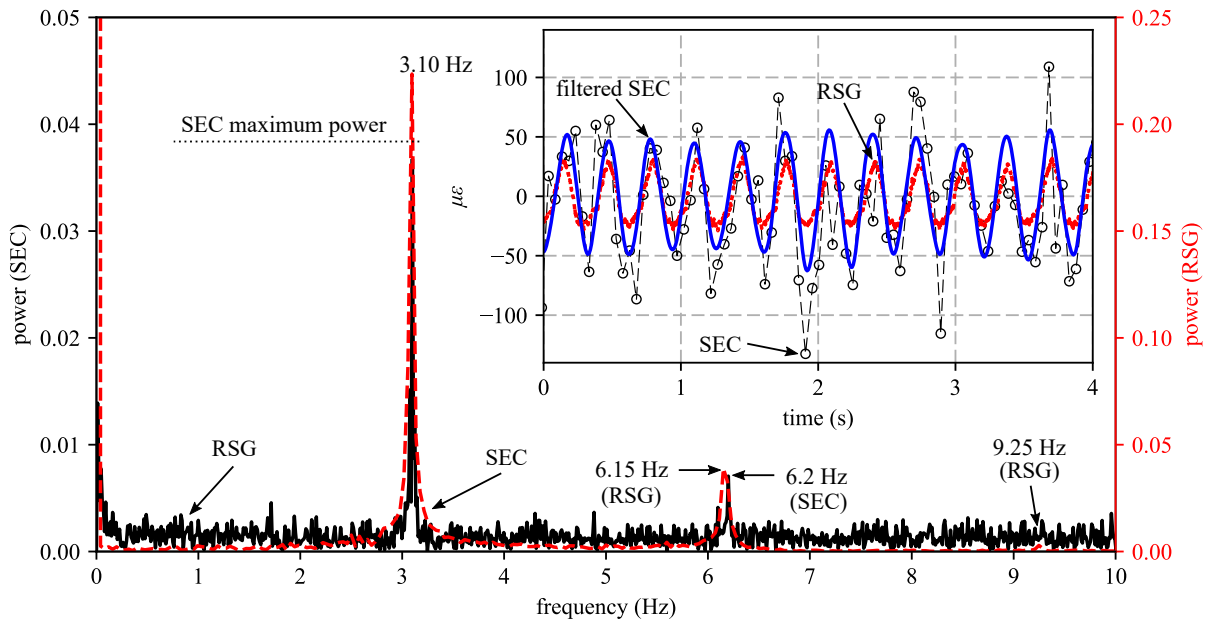 0.05
0.04
0.03
0.02
0.01
0.00
power (SEC)
0.25
0.20
0.15
0.10
0.05
0.00
power (RSG)
3.10 Hz
SEC maximum power
RSG
SEC
6.15 Hz
(RSG)
6.2 Hz
(SEC)
9.25 Hz
(RSG)
0 1 2 3 4 5 6 7 8 9 10
frequency (Hz)
filtered SEC
RSG
SEC
100
50
0
−50
−100
με
0 1 2 3 4
time (s)